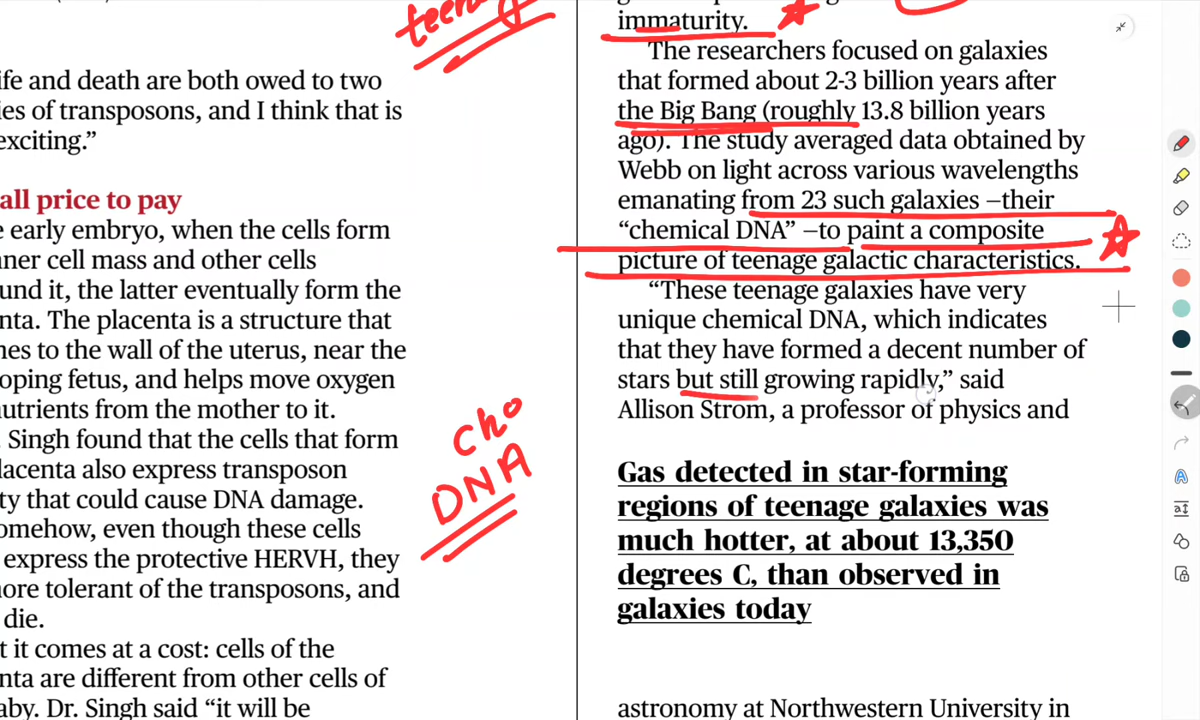 ife and death are both owed to two
ies of transposons, and I think that is
exciting.”
all price to pay
e early embryo, when the cells form
nner cell mass and other cells
und it, the latter eventually form the
nta. The placenta is a structure that
hes to the wall of the uterus, near the
oping fetus, and helps move oxygen
nutrients from the mother to it.
. Singh found that the cells that form
lacenta also express transposon
ty that could cause DNA damage.
omehow, even though these cells
express the protective HERVH, they
ore tolerant of the transposons, and
die.
t it comes at a cost: cells of the
nta are different from other cells of
aby. Dr. Singh said “it will be
cho
DNA
immaturity.
The researchers focused on galaxies
that formed about 2-3 billion years after
the Big Bang (roughly 13.8 billion years
ago). The study averaged data obtained by
Webb on light across various wavelengths
emanating from 23 such galaxies —their
“chemical DNA” —to paint a composite
picture of teenage galactic characteristics.
“These teenage galaxies have very
unique chemical DNA, which indicates
that they have formed a decent number of
stars but still growing rapidly,” said
Allison Strom, a professor of physics and
Gas detected in star-forming
regions of teenage galaxies was
much hotter, at about 13,350
degrees C, than observed in
galaxies today
astronomy at Northwestern University in